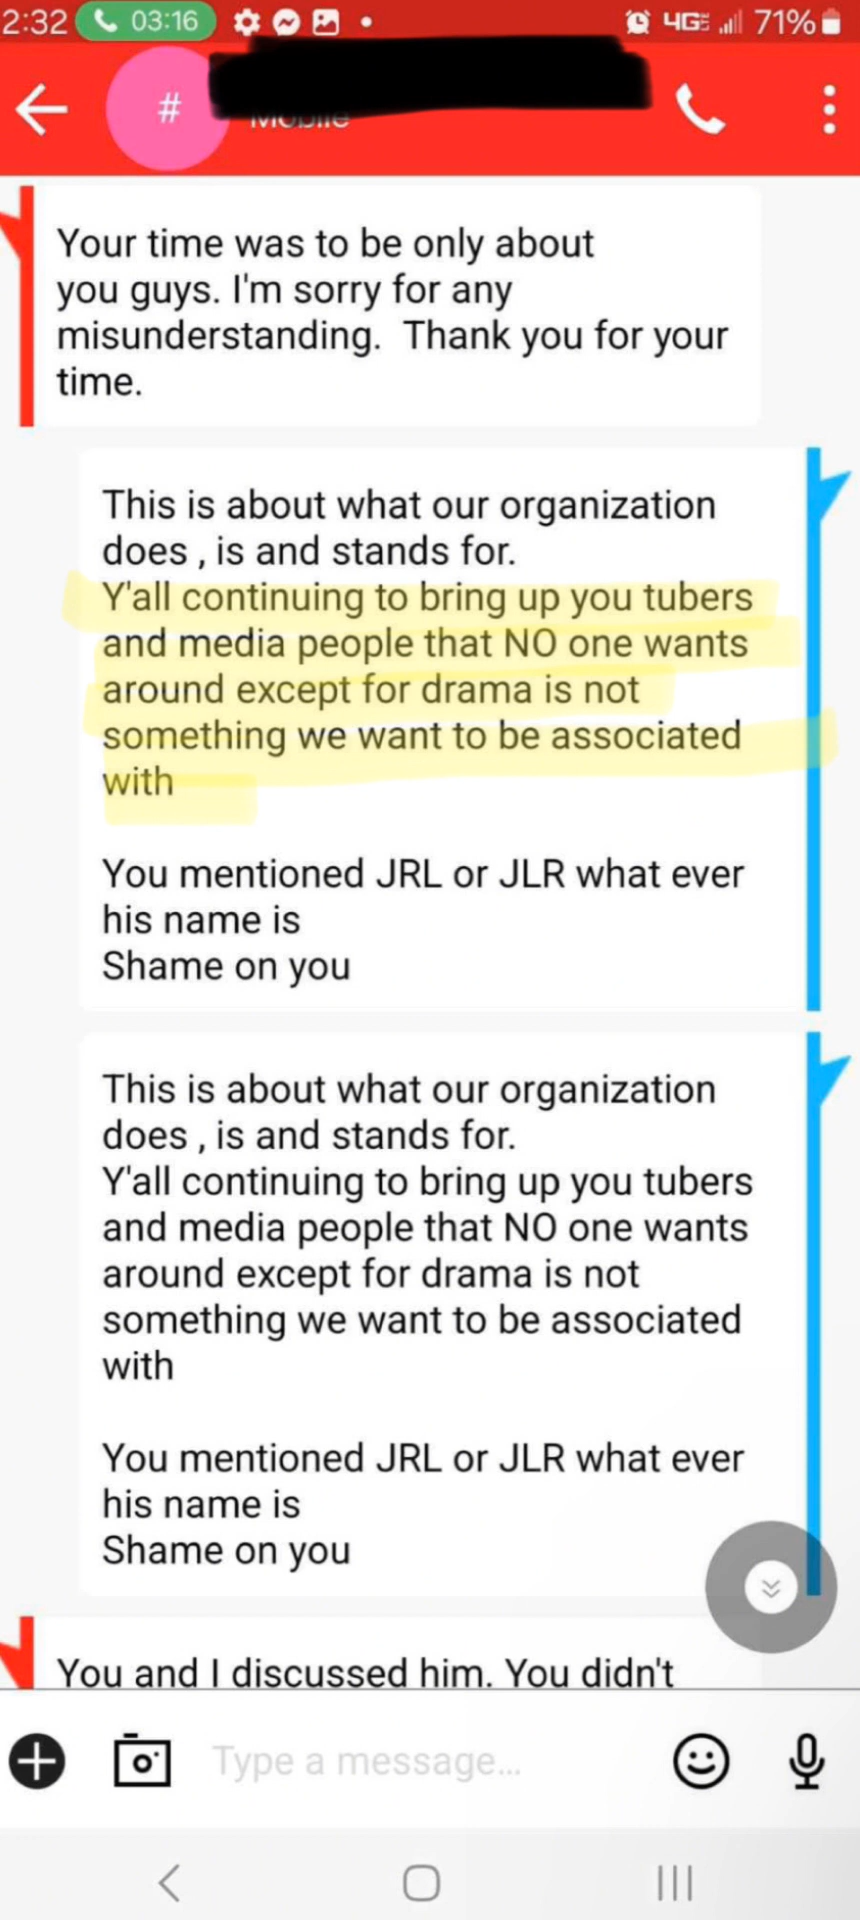 2:32 03:16 4GE 71%
#
Mobile
Your time was to be only about
you guys. I'm sorry for any
misunderstanding.  Thank you for your
time.
This is about what our organization
does , is and stands for.
Y'all continuing to bring up you tubers
and media people that NO one wants
around except for drama is not
something we want to be associated
with
You mentioned JRL or JLR what ever
his name is
Shame on you
This is about what our organization
does , is and stands for.
Y'all continuing to bring up you tubers
and media people that NO one wants
around except for drama is not
something we want to be associated
with
You mentioned JRL or JLR what ever
his name is
Shame on you
You and I discussed him. You didn't
Type a message...